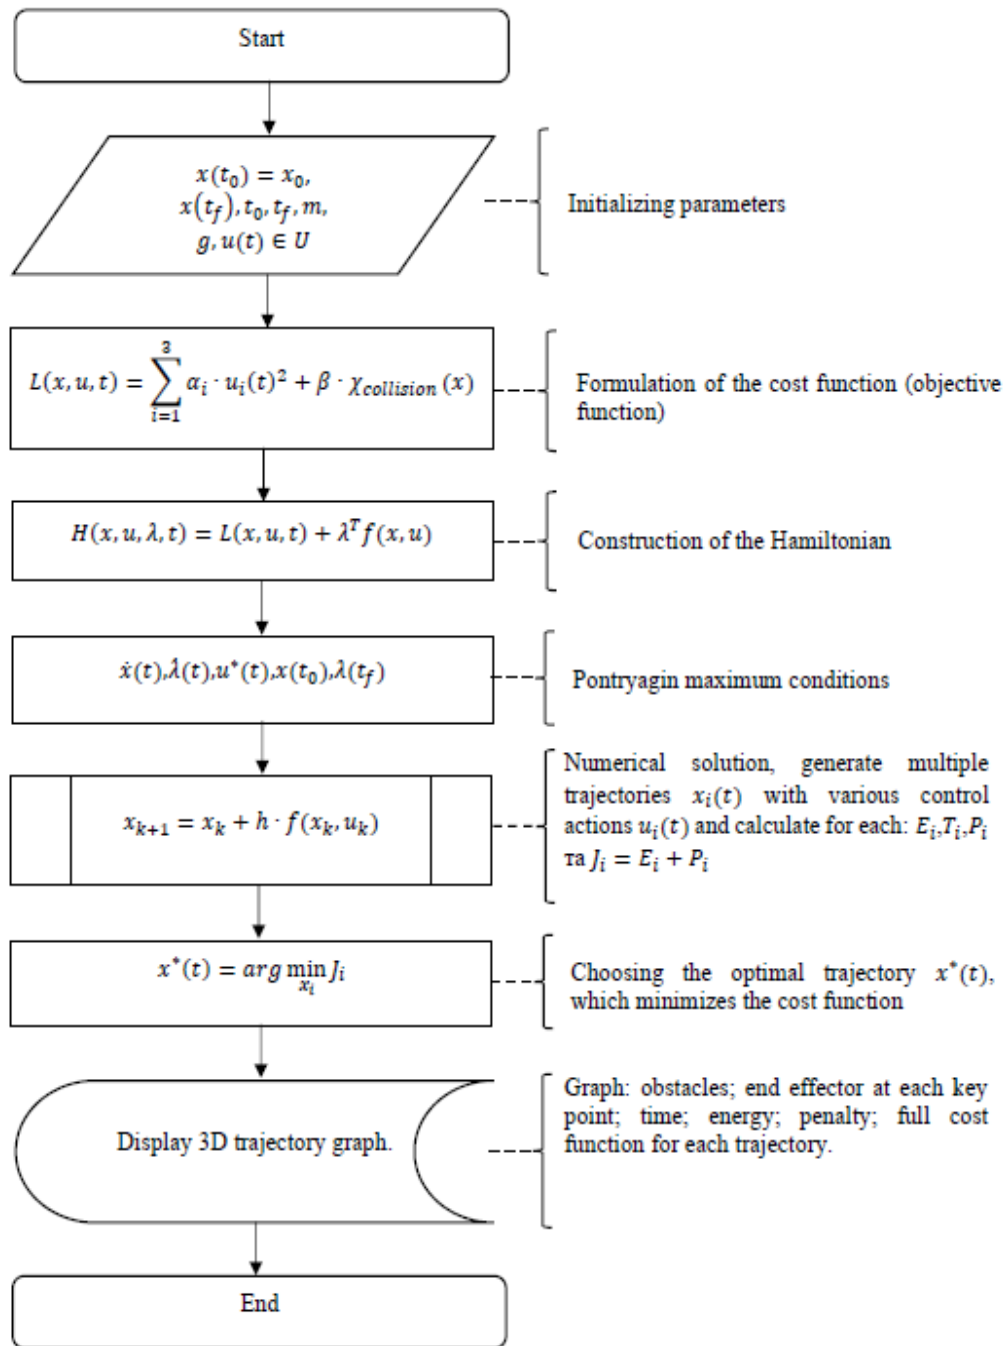 Start
x(t₀) = x₀,
x(t_f), t₀, t_f, m,
g, u(t) ∈ U
Initializing parameters
L(x, u, t) = ∑_{i=1}^{3} α_i · u_i(t)² + β · χ_{collision} (x)
Formulation of the cost function (objective
function)
H(x, u, λ, t) = L(x, u, t) + λᵀf(x, u)
Construction of the Hamiltonian
ẋ(t), λ̇(t), u*(t), x(t₀), λ(t_f)
Pontryagin maximum conditions
x_{k+1} = x_k + h · f(x_k, u_k)
Numerical solution, generate multiple
trajectories x_i(t) with various control
actions u_i(t) and calculate for each: E_i, T_i, P_i
та J_i = E_i + P_i
x*(t) = arg min_{x_i} J_i
Choosing the optimal trajectory x*(t),
which minimizes the cost function
Display 3D trajectory graph.
Graph: obstacles; end effector at each key
point; time; energy; penalty; full cost
function for each trajectory.
End